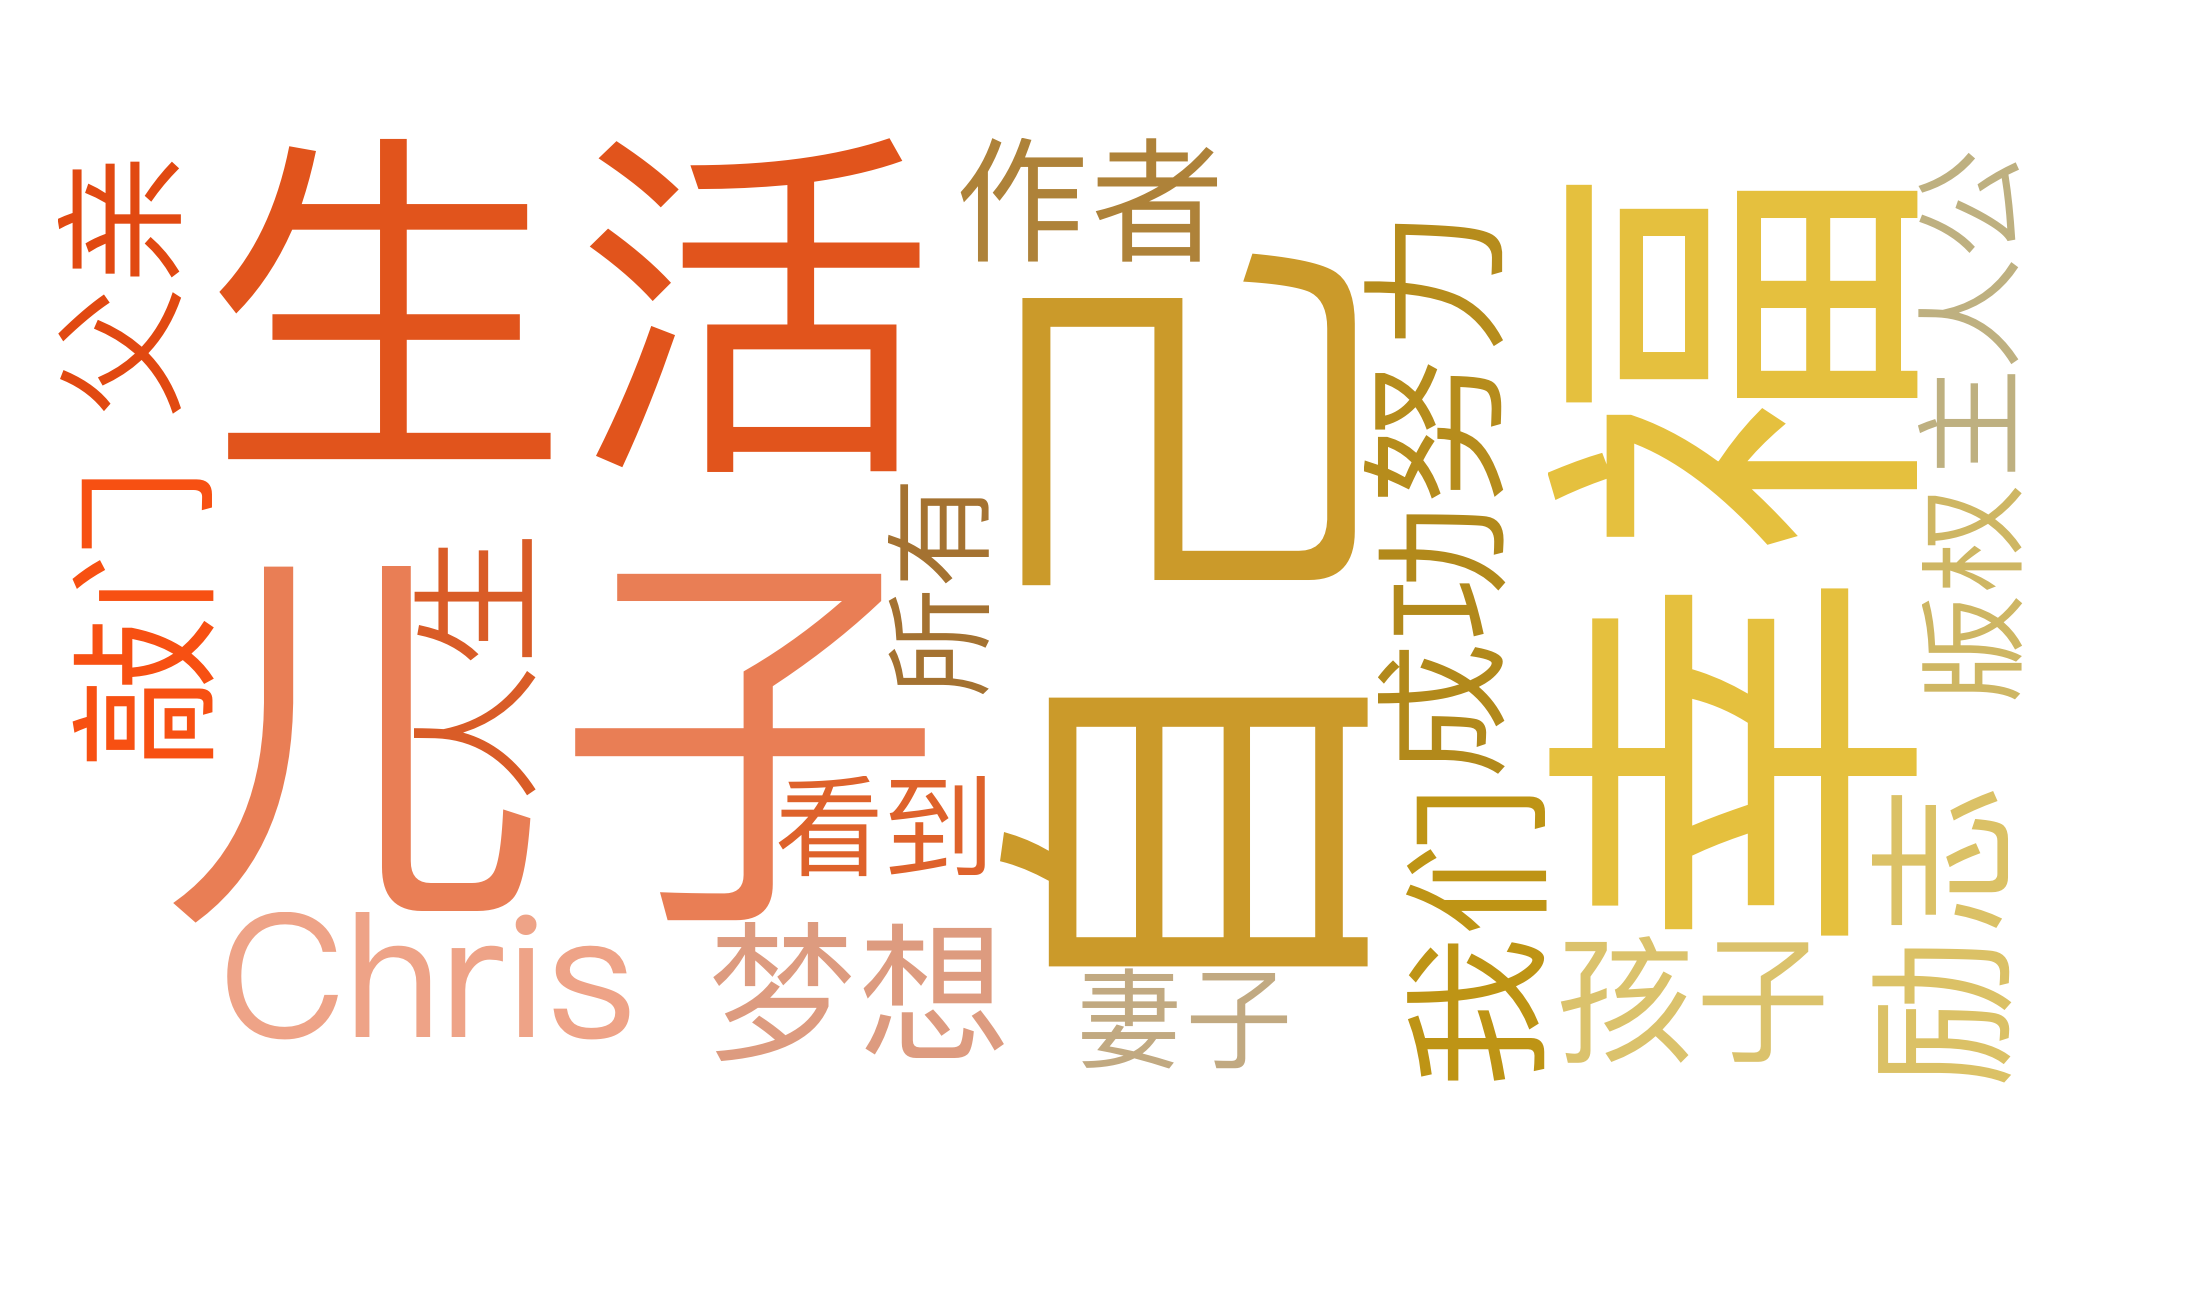 父亲
生活
作者
自己
努力
幸福
主人公
敲门
人生
儿子
所有
成功
版权
看到
我们
励志
Chris
梦想
妻子
孩子